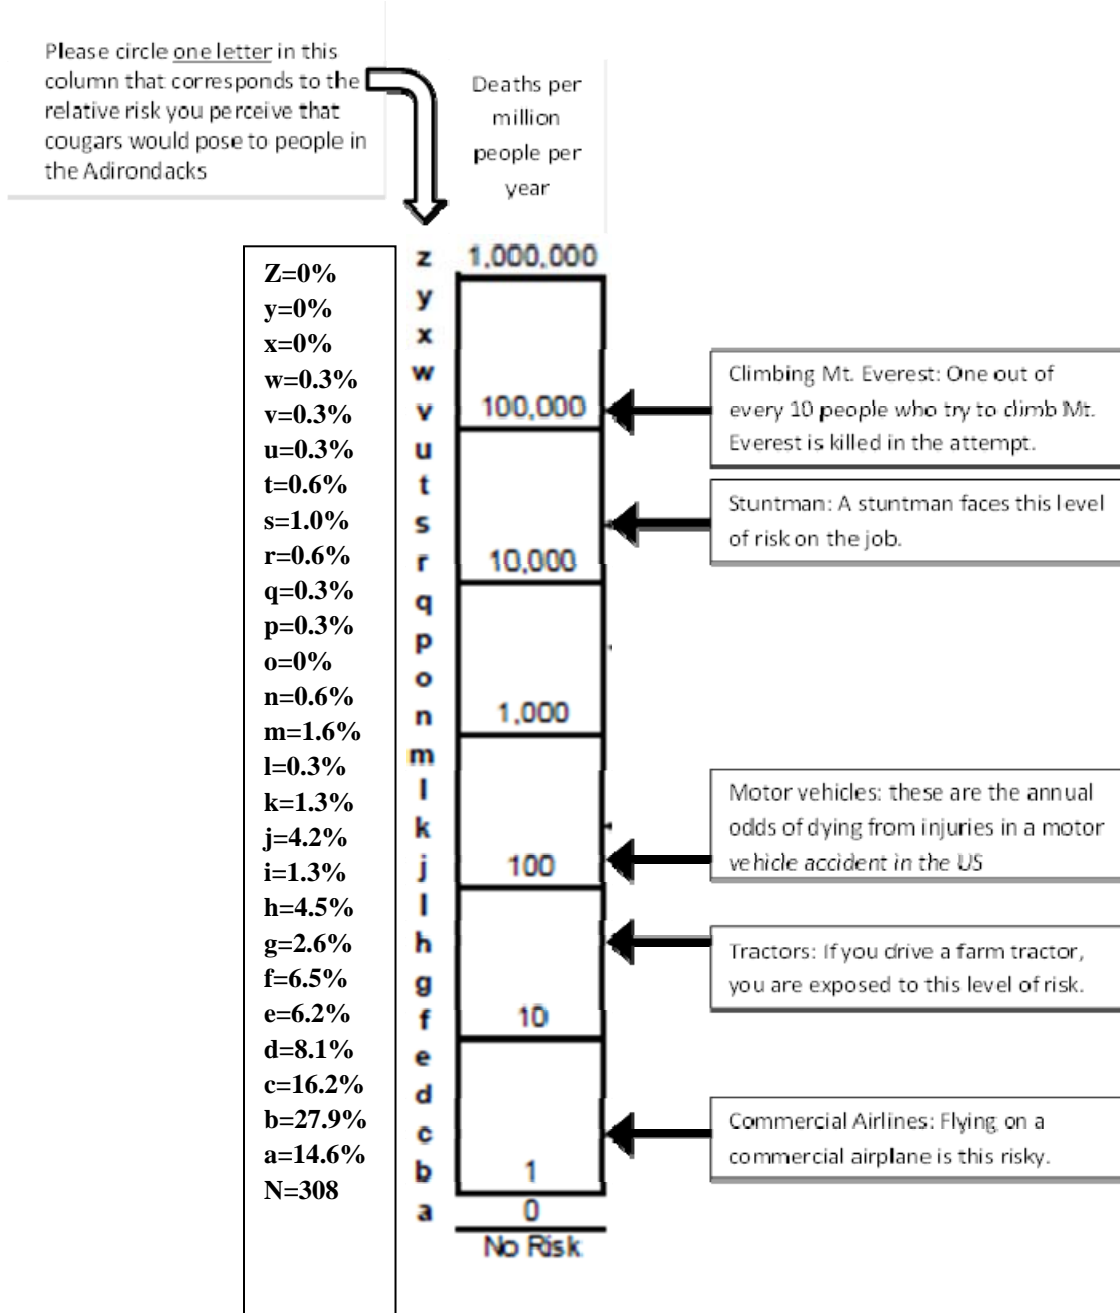 Please circle one letter in this
column that corresponds to the
relative risk you perceive that
cougars would pose to people in
the Adirondacks
Deaths per
million
people per
year
Z=0%
y=0%
x=0%
w=0.3%
v=0.3%
u=0.3%
t=0.6%
s=1.0%
r=0.6%
q=0.3%
p=0.3%
o=0%
n=0.6%
m=1.6%
l=0.3%
k=1.3%
j=4.2%
i=1.3%
h=4.5%
g=2.6%
f=6.5%
e=6.2%
d=8.1%
c=16.2%
b=27.9%
a=14.6%
N=308
z 1,000,000
y
x
w
v 100,000
u
t
s
r 10,000
q
p
o
n 1,000
m
l
k
j 100
l
h
g
f 10
e
d
c
b 1
a 0
No Risk
Climbing Mt. Everest: One out of
every 10 people who try to climb Mt.
Everest is killed in the attempt.
Stuntman: A stuntman faces this level
of risk on the job.
Motor vehicles: these are the annual
odds of dying from injuries in a motor
vehicle accident in the US
Tractors: If you drive a farm tractor,
you are exposed to this level of risk.
Commercial Airlines: Flying on a
commercial airplane is this risky.